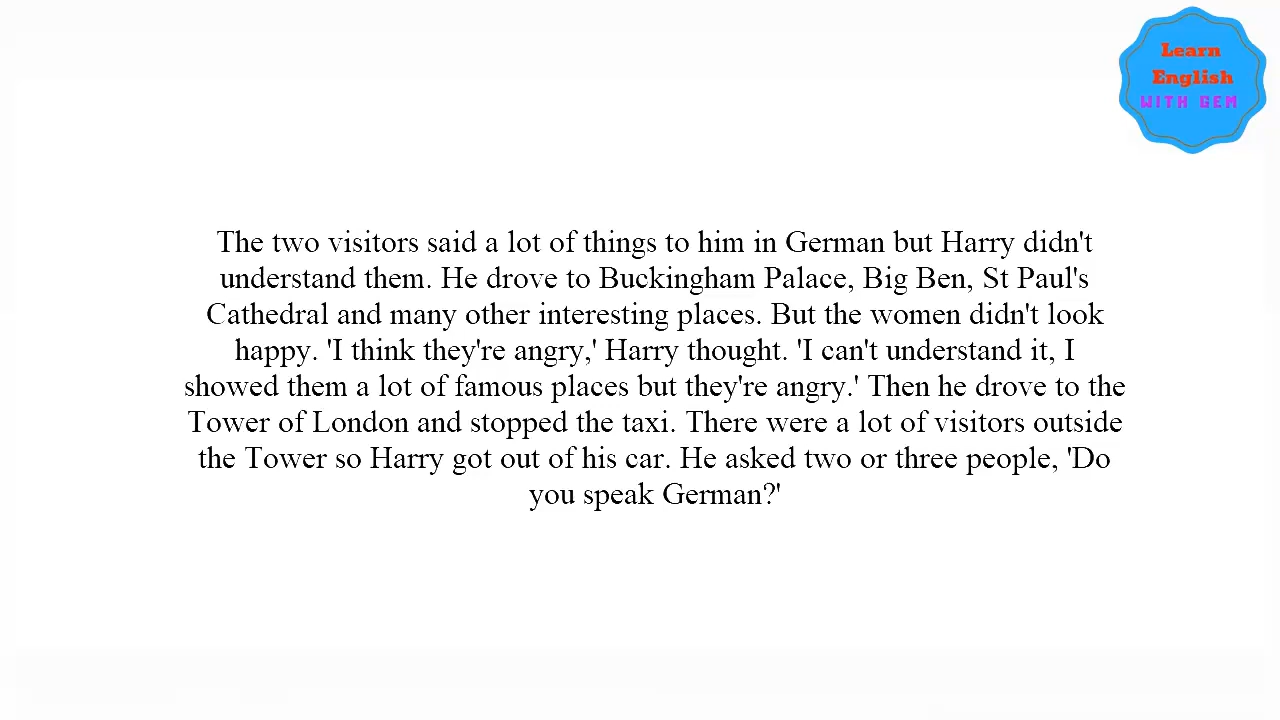 Learn
English
WITH GEM
The two visitors said a lot of things to him in German but Harry didn't
understand them. He drove to Buckingham Palace, Big Ben, St Paul's
Cathedral and many other interesting places. But the women didn't look
happy. 'I think they're angry,' Harry thought. 'I can't understand it, I
showed them a lot of famous places but they're angry.' Then he drove to the
Tower of London and stopped the taxi. There were a lot of visitors outside
the Tower so Harry got out of his car. He asked two or three people, 'Do
you speak German?'